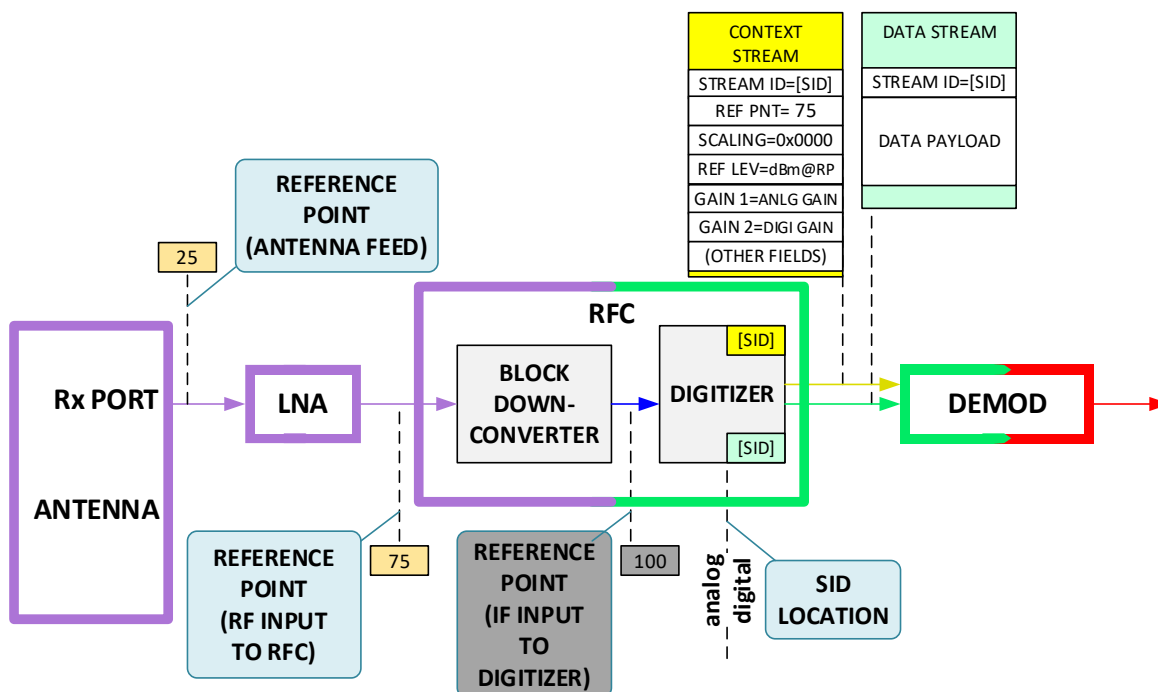 CONTEXT
STREAM
STREAM ID=[SID]
REF PNT= 75
SCALING=0x0000
REF LEV=dBm@RP
GAIN 1=ANLG GAIN
GAIN 2=DIGI GAIN
(OTHER FIELDS)
DATA STREAM
STREAM ID=[SID]
DATA PAYLOAD
REFERENCE
POINT
(ANTENNA FEED)
25
RFC
Rx PORT
ANTENNA
LNA
BLOCK
DOWN-
CONVERTER
[SID]
DIGITIZER
[SID]
DEMOD
REFERENCE
POINT
(RF INPUT
TO RFC)
75
REFERENCE
POINT
(IF INPUT
TO
DIGITIZER)
100
analog
digital
SID
LOCATION